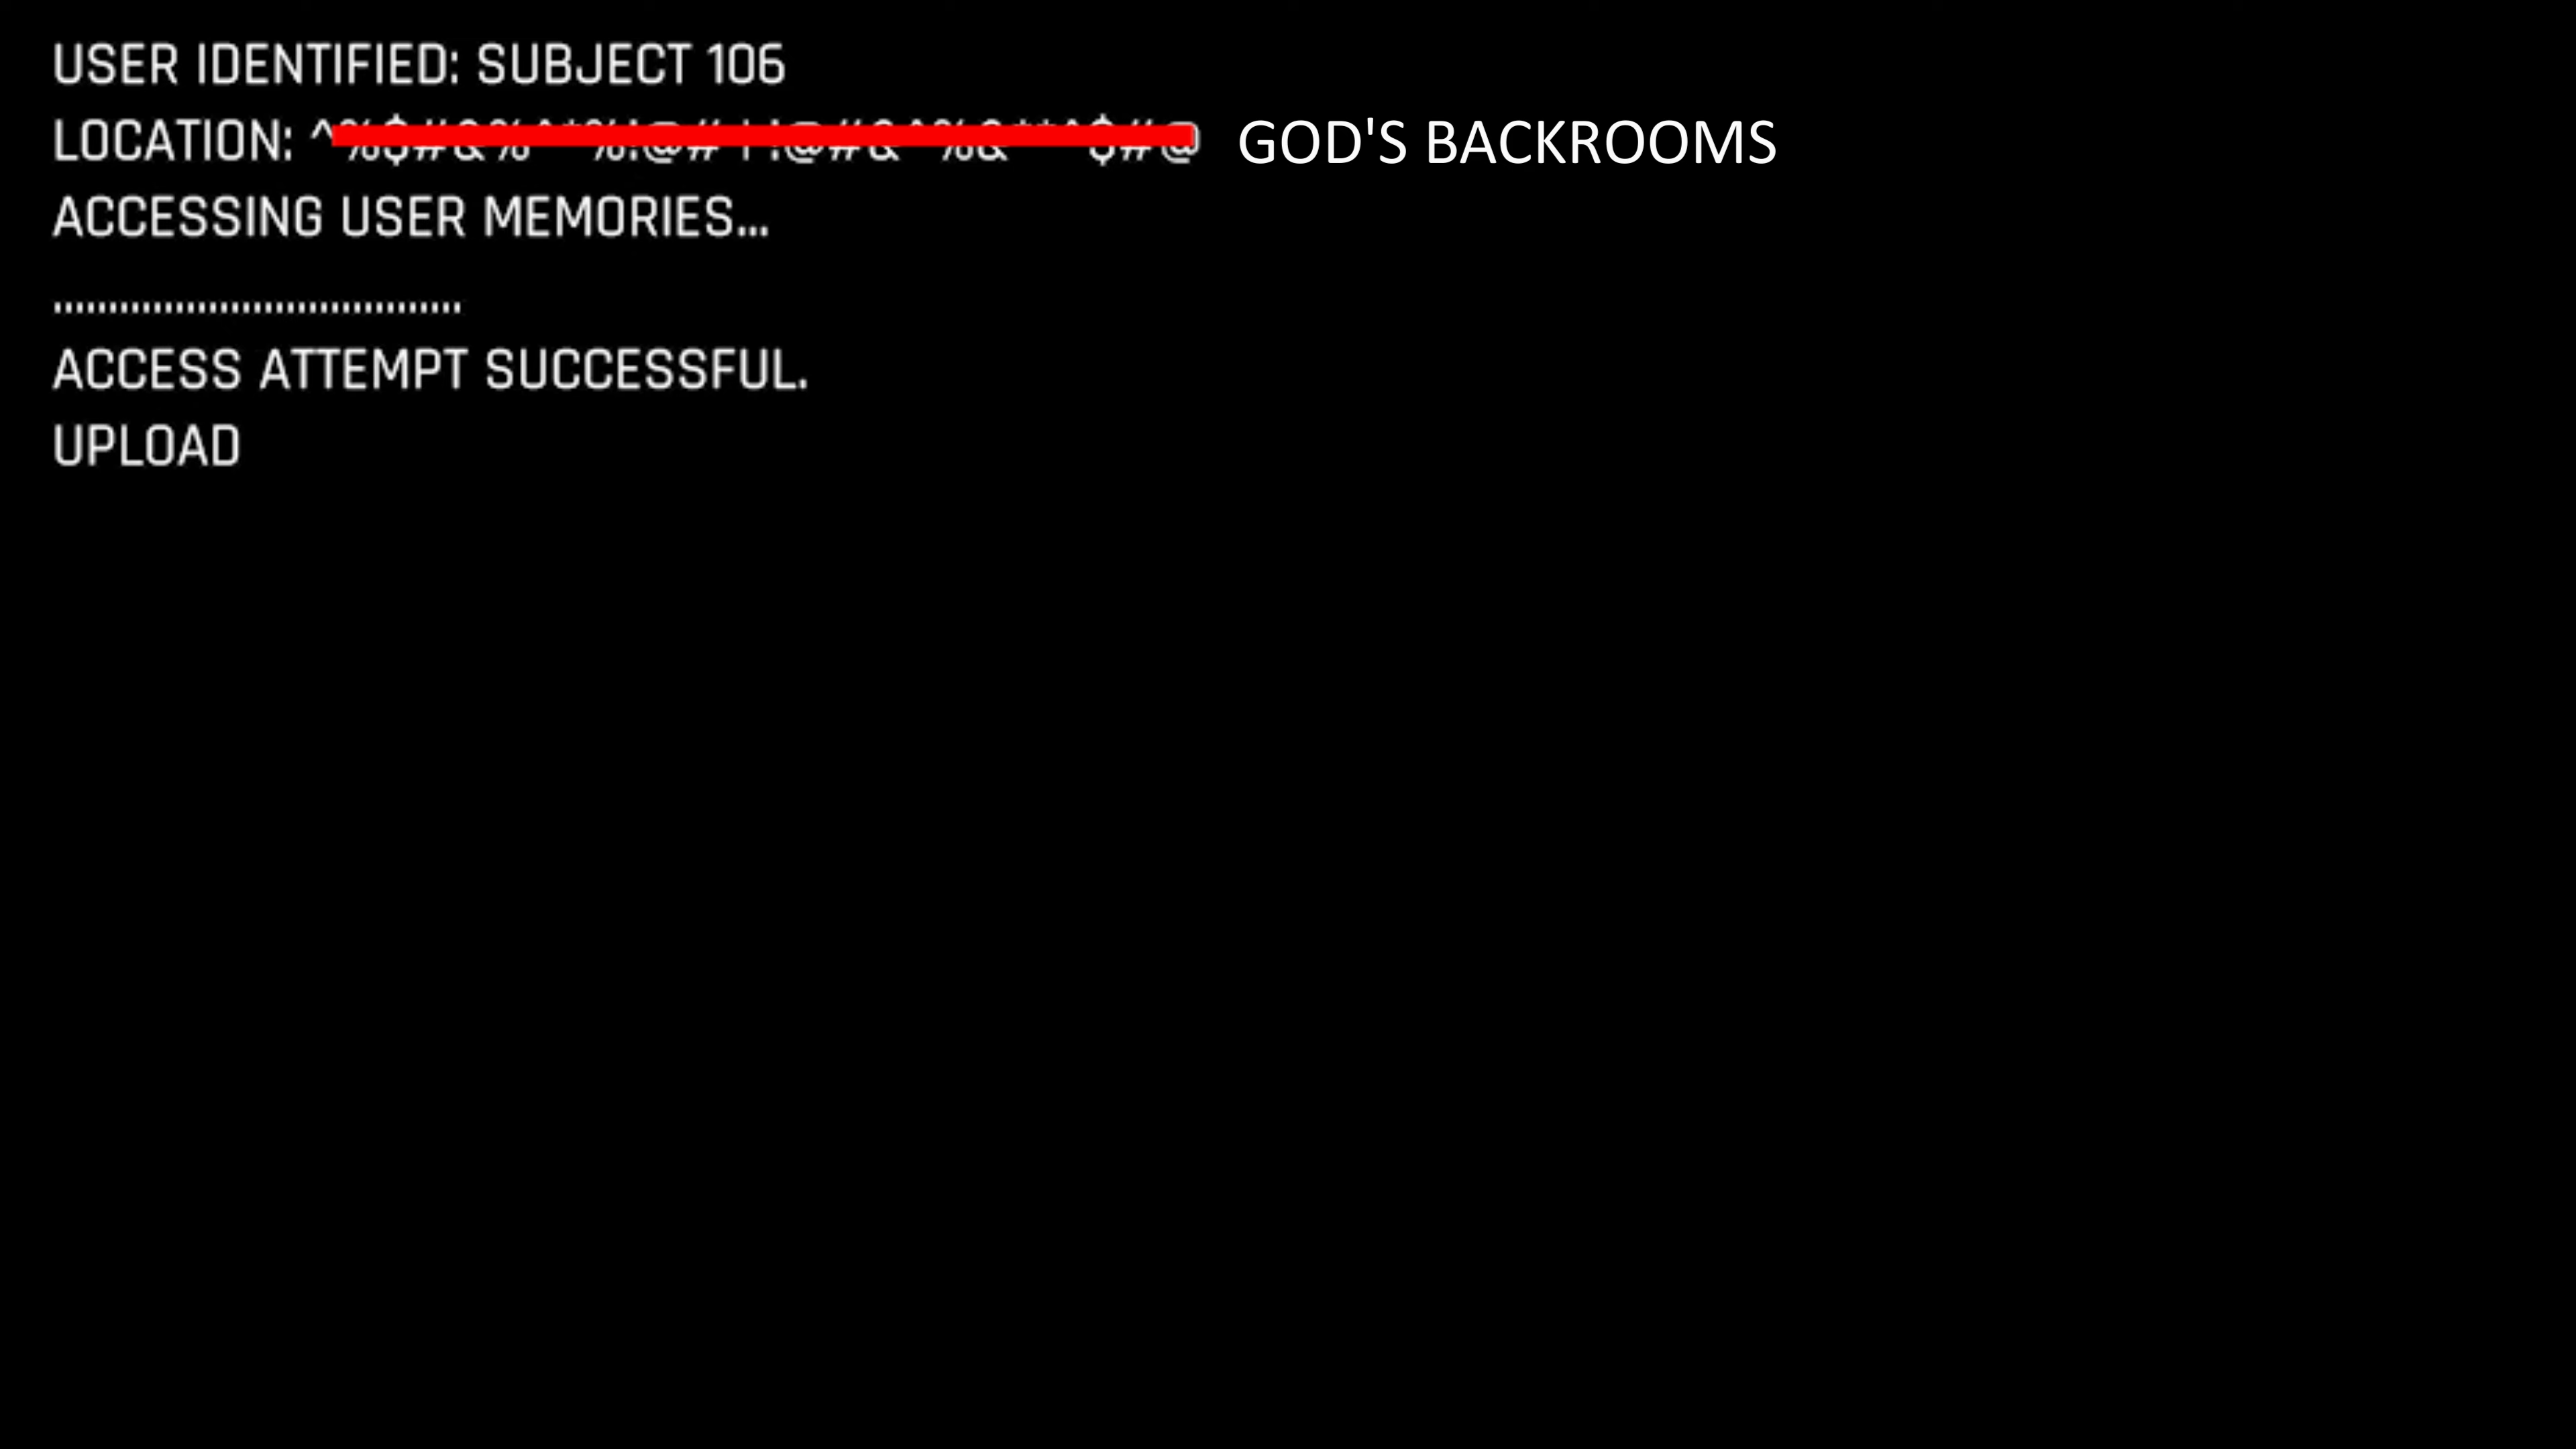 USER IDENTIFIED: SUBJECT 106
LOCATION: GOD'S BACKROOMS
ACCESSING USER MEMORIES...
.....................................
ACCESS ATTEMPT SUCCESSFUL.
UPLOAD